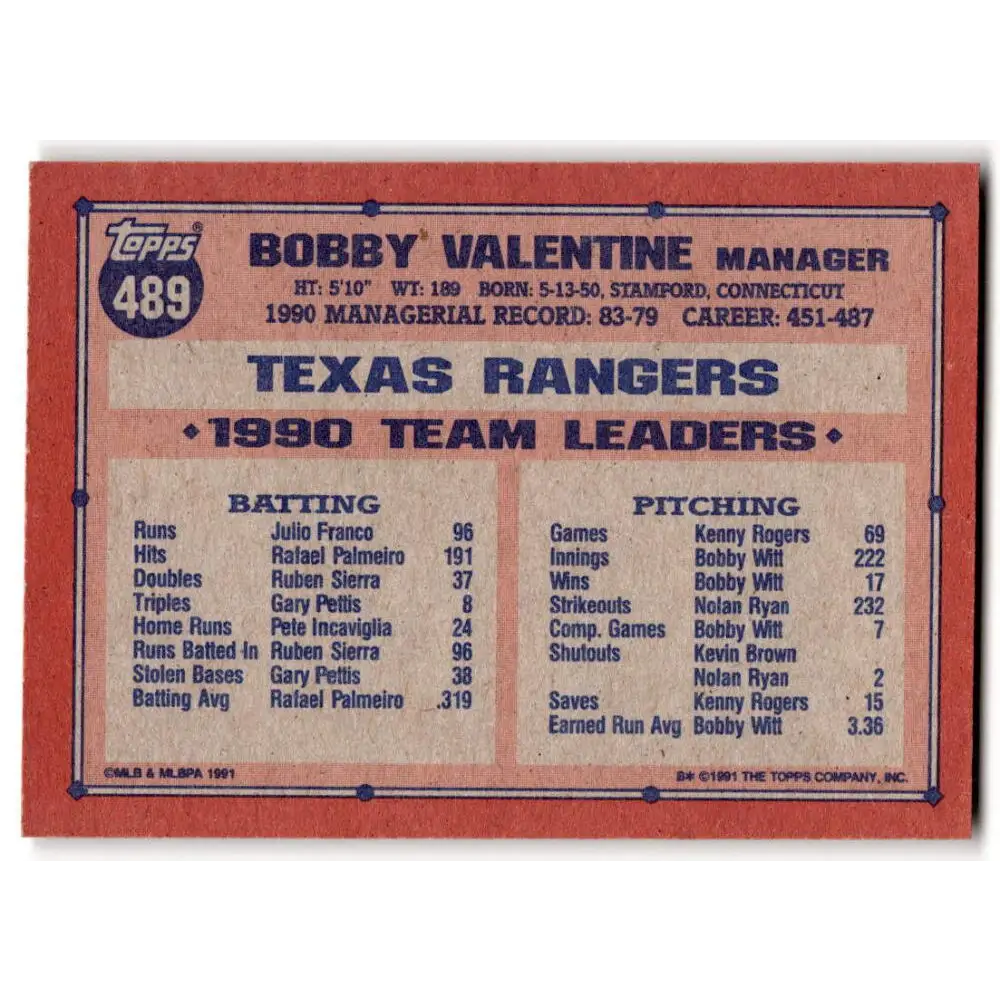 Topps®
489
BOBBY VALENTINE MANAGER
HT: 5'10" WT: 189 BORN: 5-13-50, STAMFORD, CONNECTICUT
1990 MANAGERIAL RECORD: 83-79 CAREER: 451-487
TEXAS RANGERS
1990 TEAM LEADERS
BATTING
Runs Julio Franco 96
Hits Rafael Palmeiro 191
Doubles Ruben Sierra 37
Triples Gary Pettis 8
Home Runs Pete Incaviglia 24
Runs Batted In Ruben Sierra 96
Stolen Bases Gary Pettis 38
Batting Avg Rafael Palmeiro .319
PITCHING
Games Kenny Rogers 69
Innings Bobby Witt 222
Wins Bobby Witt 17
Strikeouts Nolan Ryan 232
Comp. Games Bobby Witt 7
Shutouts Kevin Brown
Nolan Ryan 2
Saves Kenny Rogers 15
Earned Run Avg Bobby Witt 3.36
©MLB & MLBPA 1991
B* ©1991 THE TOPPS COMPANY, INC.